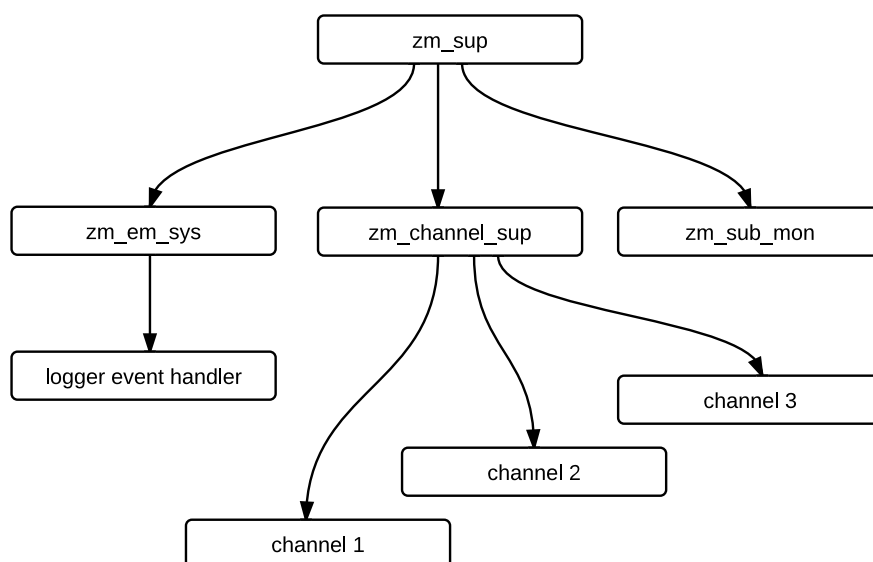 zm_sup
zm_em_sys
zm_channel_sup
zm_sub_mon
logger event handler
channel 3
channel 2
channel 1